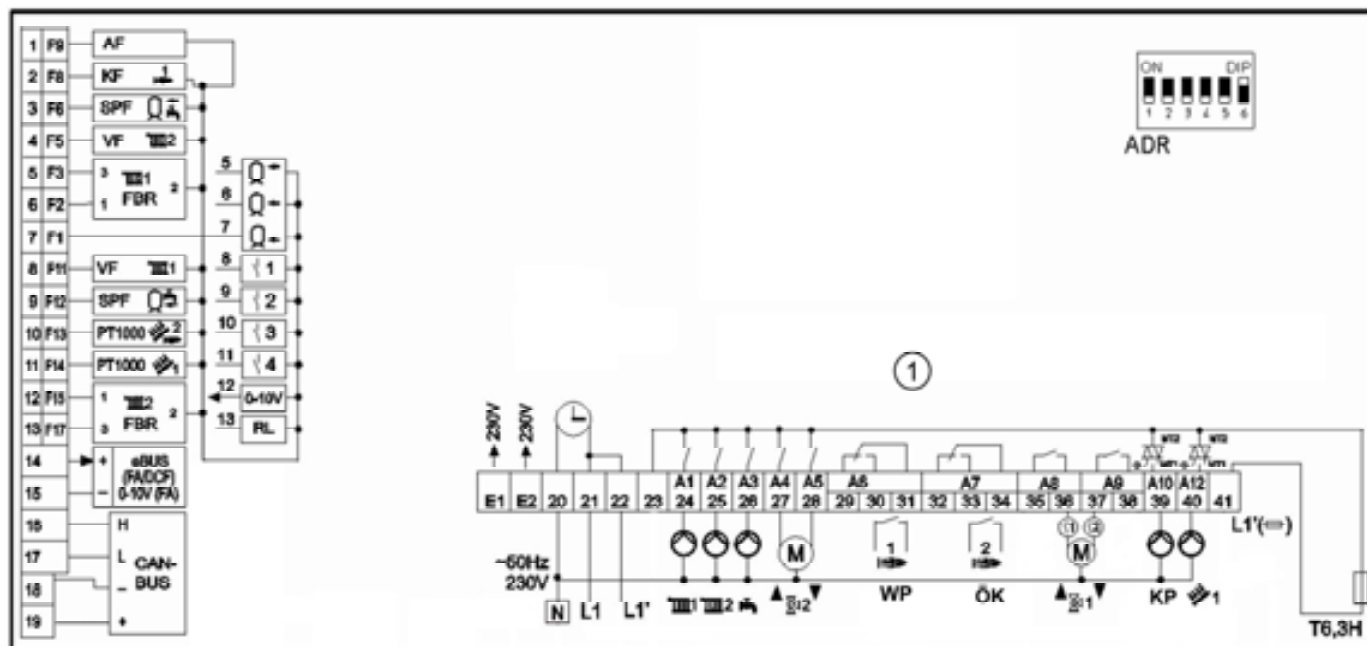 1 F9 AF
2 F8 KF 1
3 F6 SPF
4 F5 VF 2
5 F3 3 1 FBR 2
6 F2 1
7 F1
8 F11 VF 1
9 F12 SPF
10 F13 PT1000 2
11 F14 PT1000 1
12 F15 1 2 FBR 2
13 F17 3
14 + eBUS
(FA/DCF)
15 – 0-10V (FA)
16 H
17 L CAN-
BUS
18 –
19 +
5
6
7
8 1
9 2
10 3
11 4
12 0-10V
13 RL
ON DIP
1 2 3 4 5 6
ADR
1
230V 230V
A1 A2 A3 A4 A5 A6 A7 A8 A9 A10 A12
E1 E2 20 21 22 23 24 25 26 27 28 29 30 31 32 33 34 35 36 37 38 39 40 41
L1'( )
M 1 2 M
~50Hz
230V
N L1 L1' 1 2 2 WP ÖK 1 KP 1
T6,3H